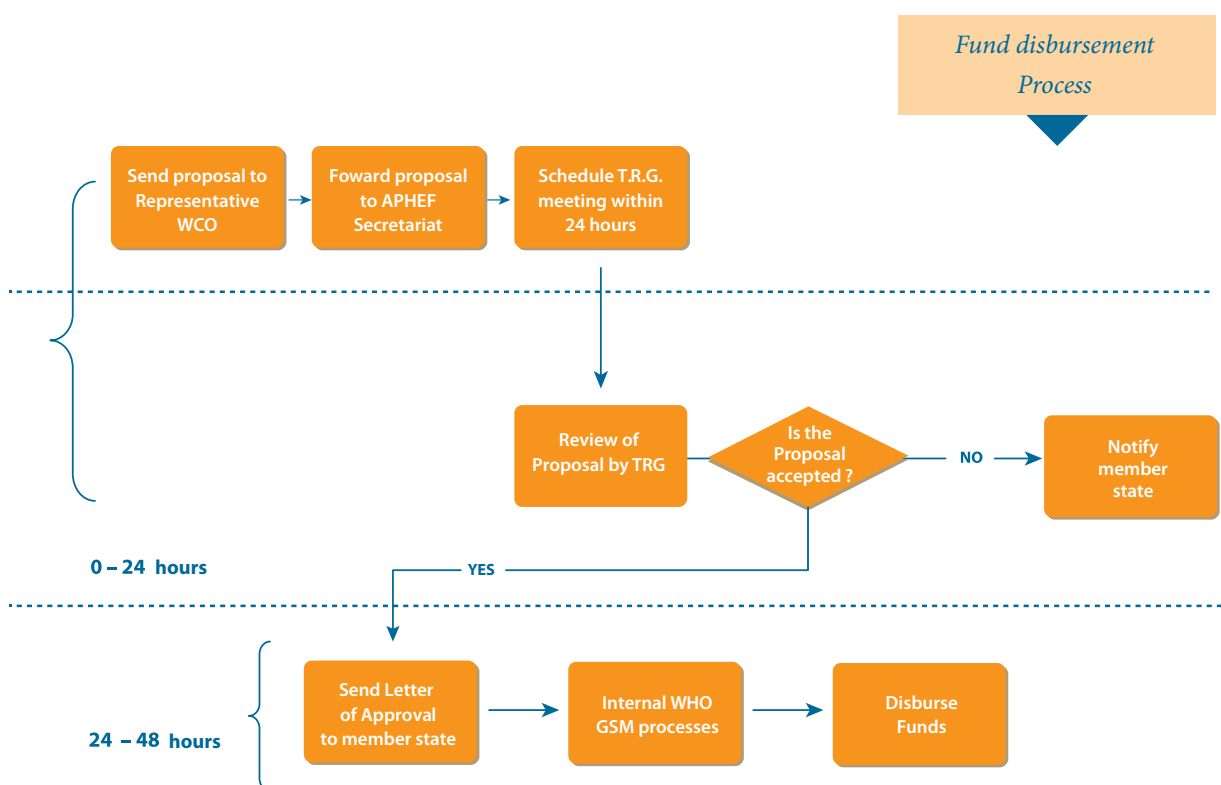 Fund disbursement
Process
Send proposal to
Representative
WCO
Foward proposal
to APHEF
Secretariat
Schedule T.R.G.
meeting within
24 hours
Review of
Proposal by TRG
Is the
Proposal
accepted ?
NO
Notify
member
state
0 – 24 hours
YES
Send Letter
of Approval
to member state
Internal WHO
GSM processes
Disburse
Funds
24 – 48 hours